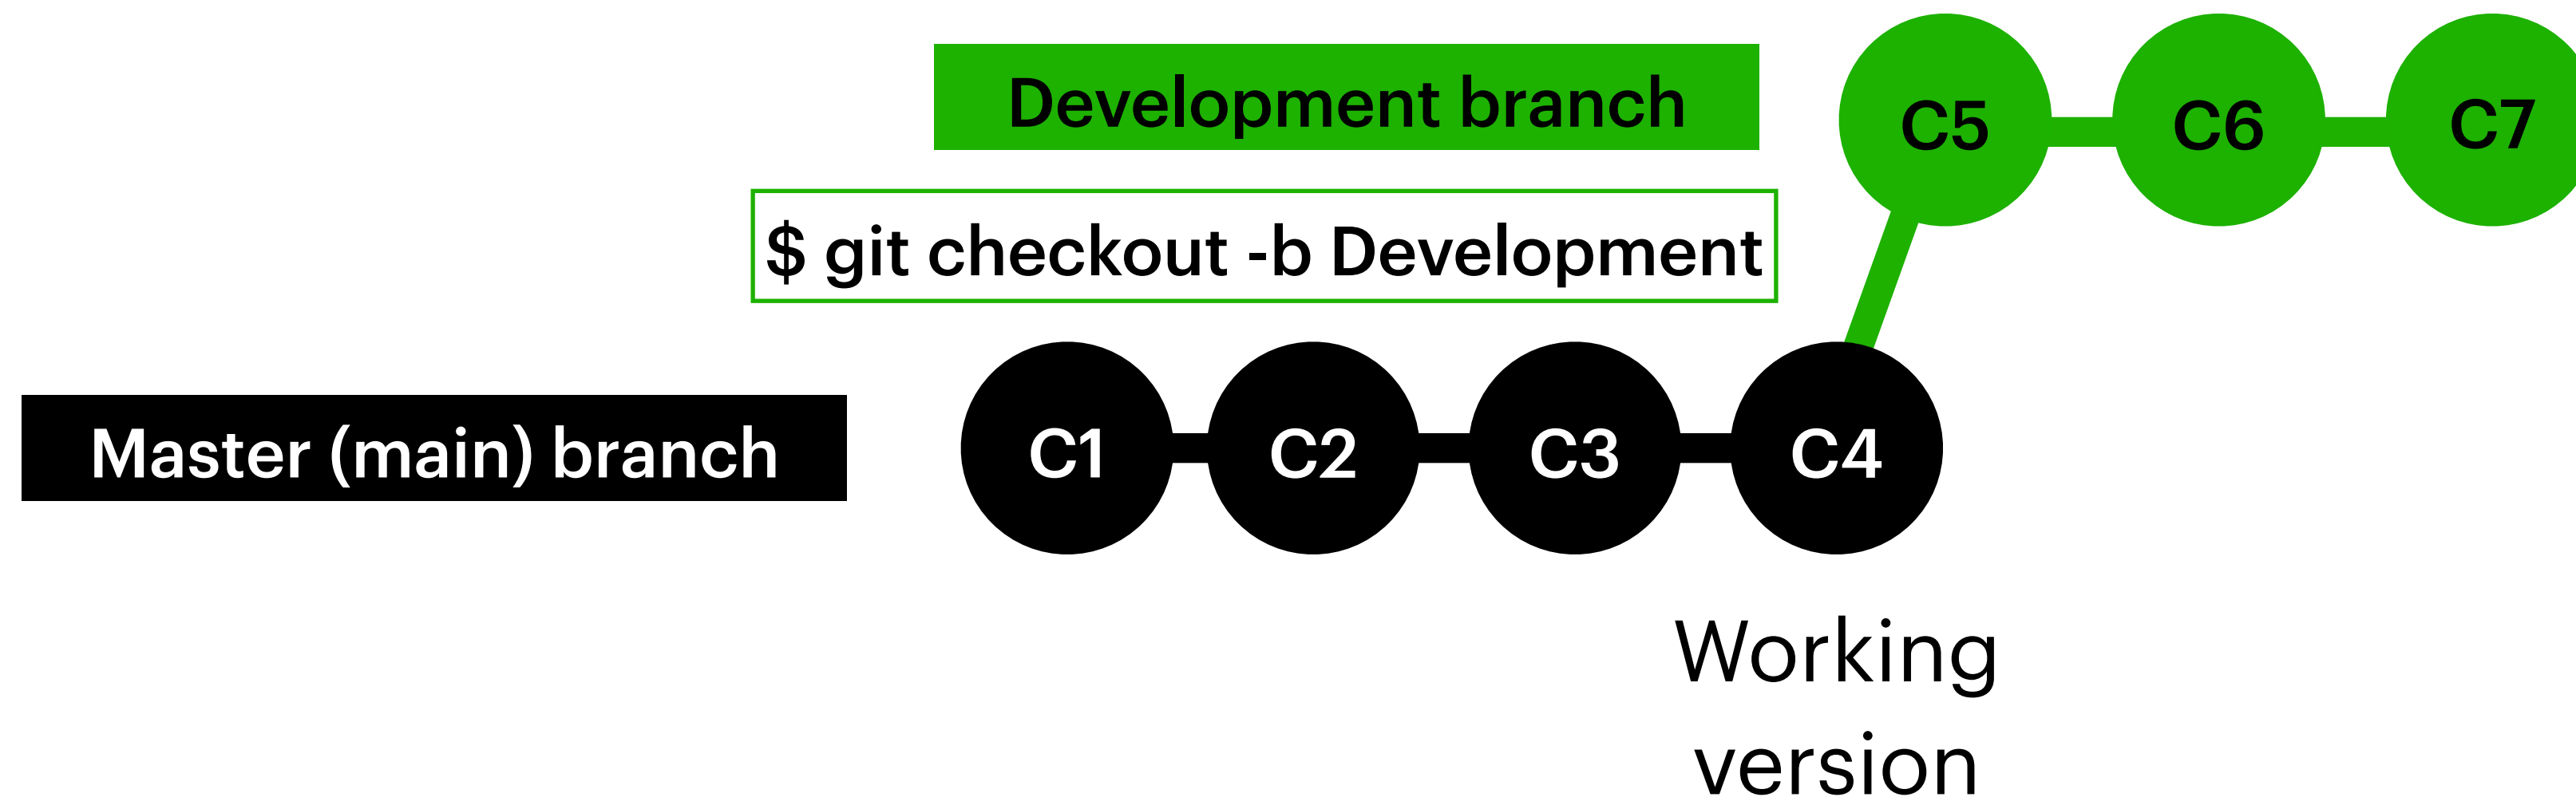 Development branch
C5 C6 C7
$ git checkout -b Development
Master (main) branch
C1 C2 C3 C4
Working
version